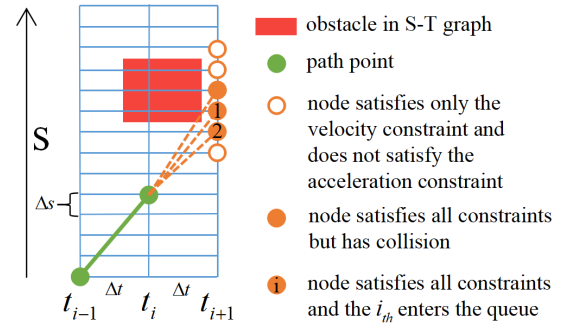 S
Δs
1
2
t_{i-1} Δt t_i Δt t_{i+1}
obstacle in S-T graph
path point
node satisfies only the
velocity constraint and
does not satisfy the
acceleration constraint
node satisfies all constraints
but has collision
i
node satisfies all constraints
and the i_{th} enters the queue